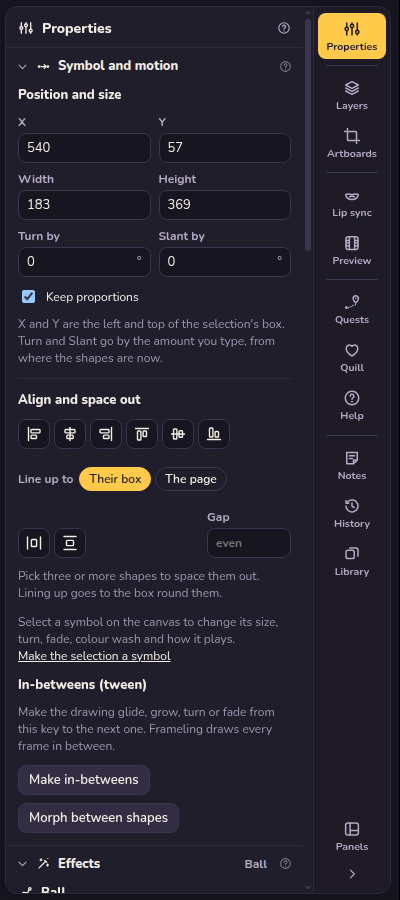 Properties
Symbol and motion
Position and size
X Y
540 57
Width Height
183 369
Turn by Slant by
0 ° 0 °
Keep proportions
X and Y are the left and top of the selection's box.
Turn and Slant go by the amount you type, from
where the shapes are now.
Align and space out
Line up to Their box The page
Gap
even
Pick three or more shapes to space them out.
Lining up goes to the box round them.
Select a symbol on the canvas to change its size,
turn, fade, colour wash and how it plays.
Make the selection a symbol
In-betweens (tween)
Make the drawing glide, grow, turn or fade from
this key to the next one. Frameling draws every
frame in between.
Make in-betweens
Morph between shapes
Effects Ball
Ball
Properties
Layers
Artboards
Lip sync
Preview
Quests
Quill
Help
Notes
History
Library
Panels